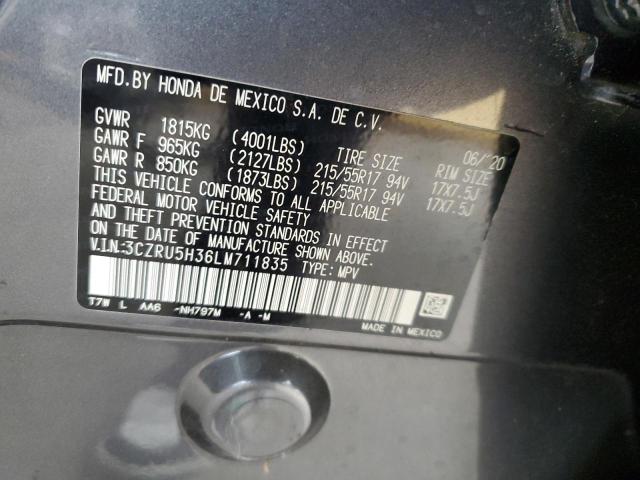 MFD.BY HONDA DE MEXICO S.A. DE C.V.
06/'20
GVWR 1815KG (4001LBS) TIRE SIZE RIM SIZE
GAWR F 965KG (2127LBS) 215/55R17 94V 17X7.5J
GAWR R 850KG (1873LBS) 215/55R17 94V 17X7.5J
THIS VEHICLE CONFORMS TO ALL APPLICABLE
FEDERAL MOTOR VEHICLE SAFETY
AND THEFT PREVENTION STANDARDS IN EFFECT
ON THE DATE OF MANUFACTURE SHOWN ABOVE.
V.I.N.:3CZRU5H36LM711835 TYPE: MPV
T7W L AA6 -NH797M -A -M
MADE IN MEXICO